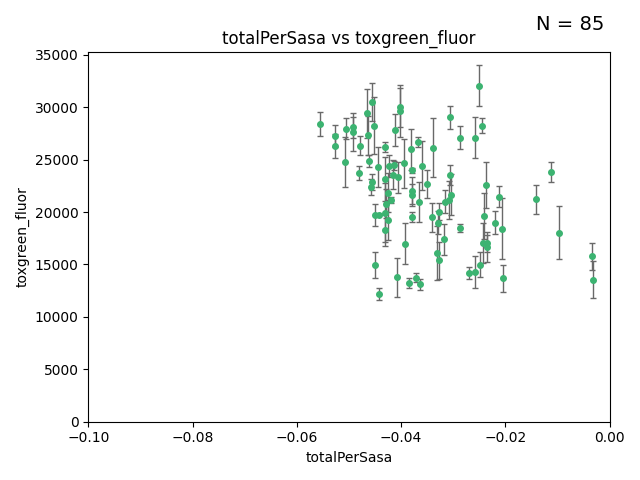 N = 85
totalPerSasa vs toxgreen_fluor
35000
30000
25000
20000
15000
10000
5000
0
toxgreen_fluor
−0.10 −0.08 −0.06 −0.04 −0.02 0.00
totalPerSasa